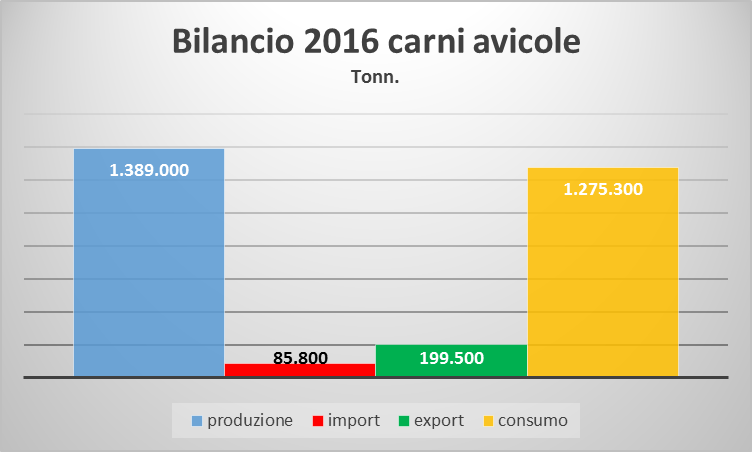 Bilancio 2016 carni avicole
Tonn.
1.389.000
1.275.300
85.800
199.500
produzione import export consumo